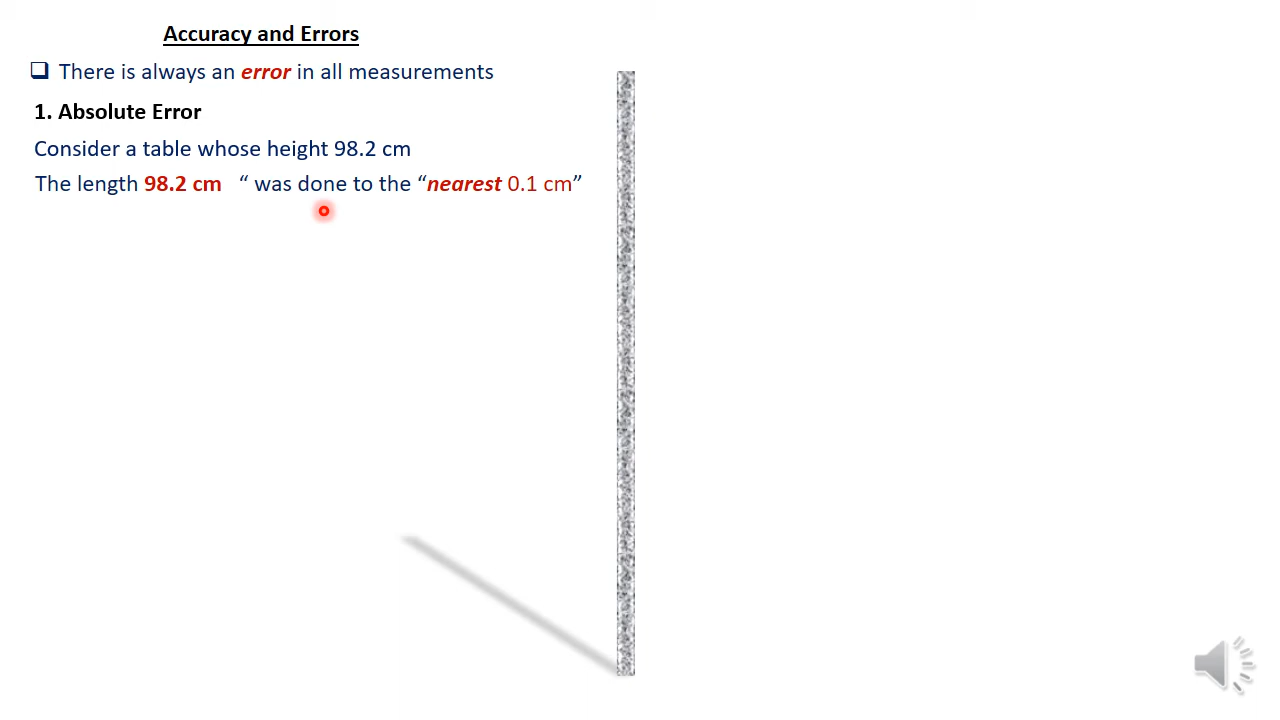 Accuracy and Errors
❑ There is always an error in all measurements
1. Absolute Error
Consider a table whose height 98.2 cm
The length 98.2 cm “ was done to the “nearest 0.1 cm”